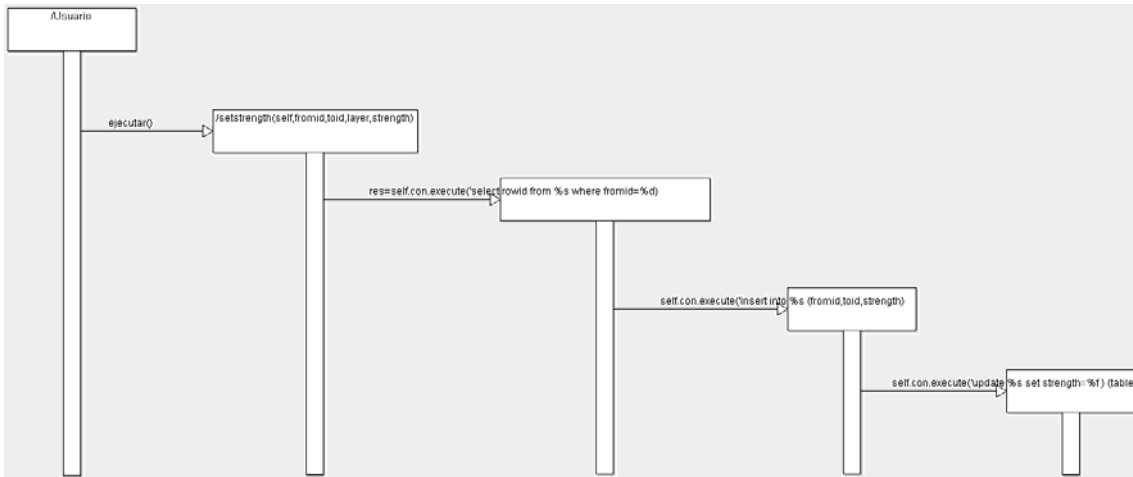 /Usuario
ejecutar()
/setstrength(self,fromid,toid,layer,strength)
res=self.con.execute('select rowid from %s where fromid=%d)
self.con.execute('insert into %s (fromid,toid,strength)
self.con.execute('update %s set strength=%f') (table